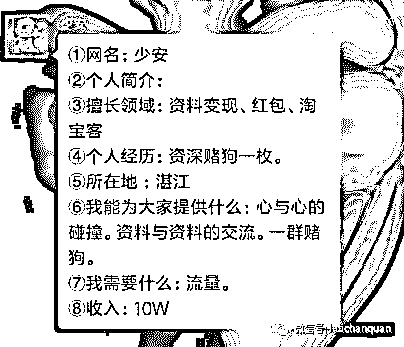 ①网名：少安
②个人简介：
③擅长领域：资料变现、红包、淘
宝客
④个人经历：资深赌狗一枚。
⑤所在地：湛江
⑥我能为大家提供什么：心与心的
碰撞。资料与资料的交流。一群赌
狗。
⑦我需要什么：流量。
⑧收入：10W